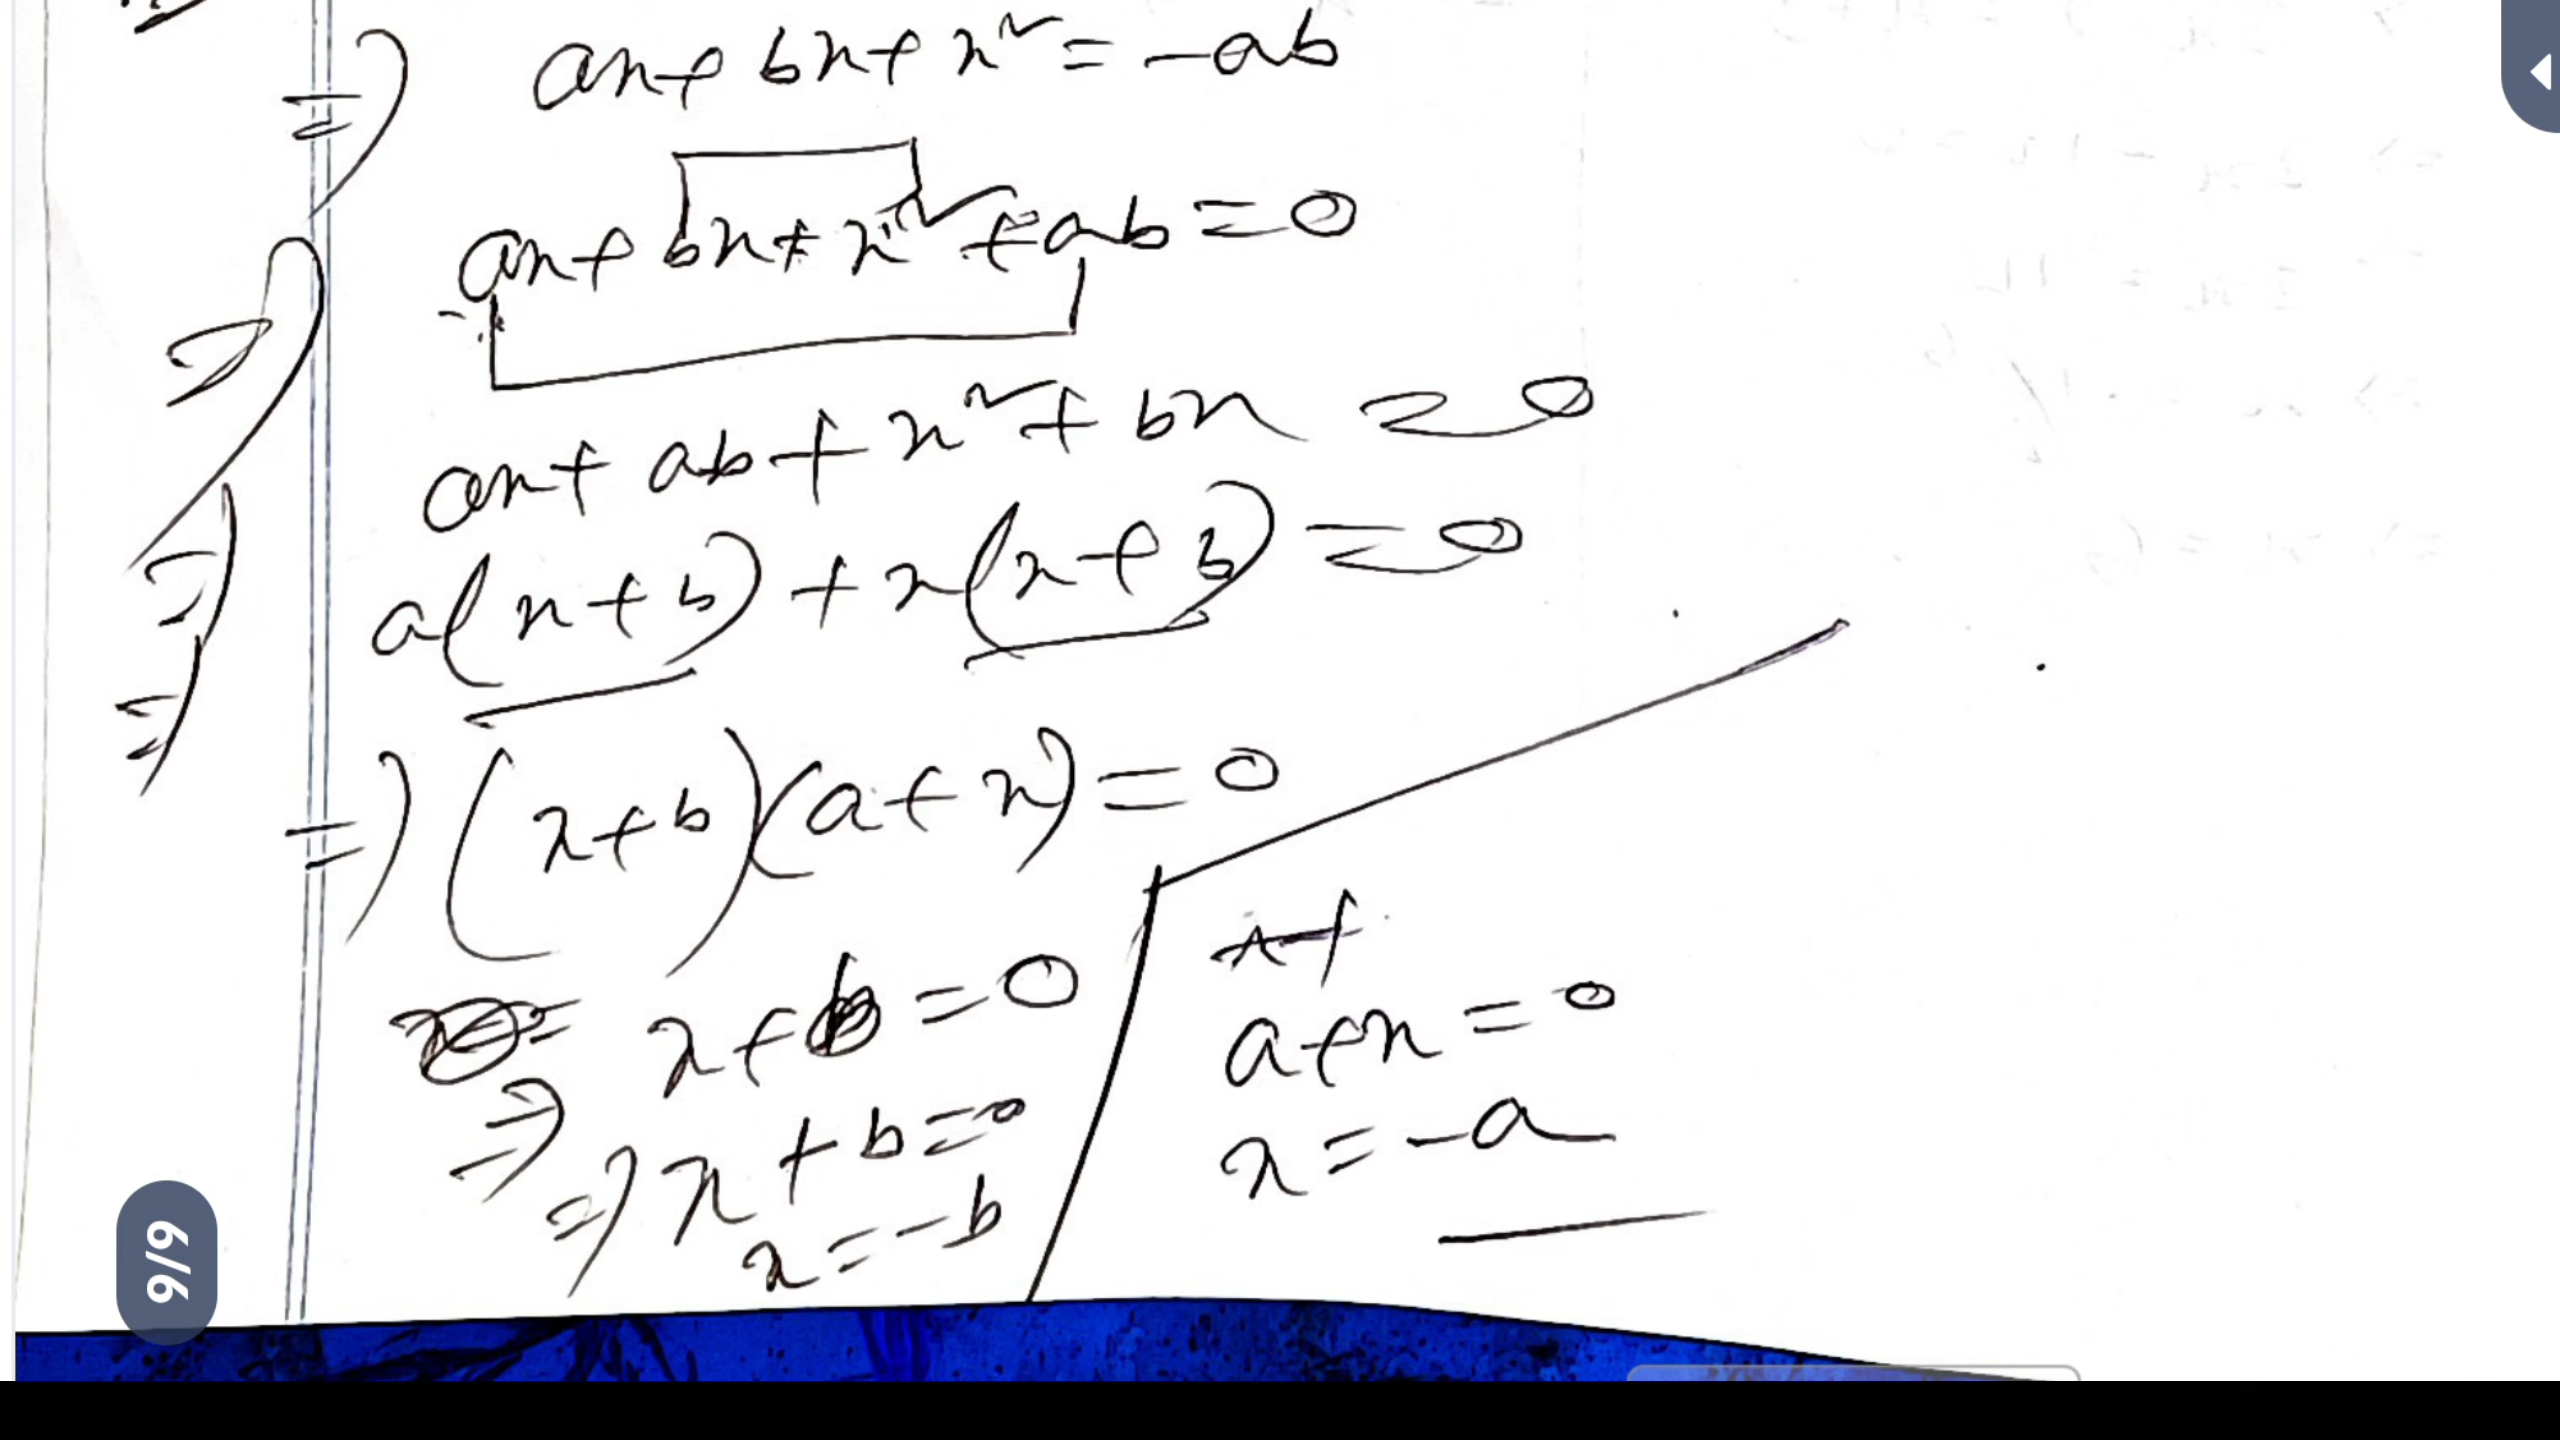 => ax + bx + x² = -ab
=> ax + bx + x² + ab = 0
ax + ab + x² + bx = 0
=> a(x + b) + x(x + b) = 0
=> (x + b)(a + x) = 0
x + b = 0
=> x + b = 0
x = -b
x +
a + x = 0
x = -a
6/6